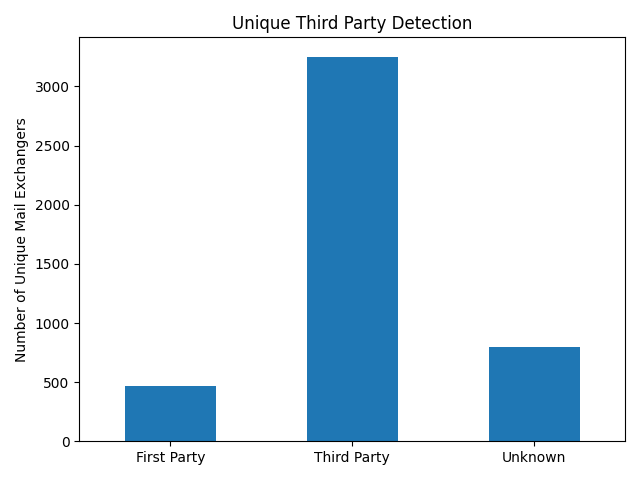 Unique Third Party Detection
Number of Unique Mail Exchangers
3000
2500
2000
1500
1000
500
0
First Party
Third Party
Unknown